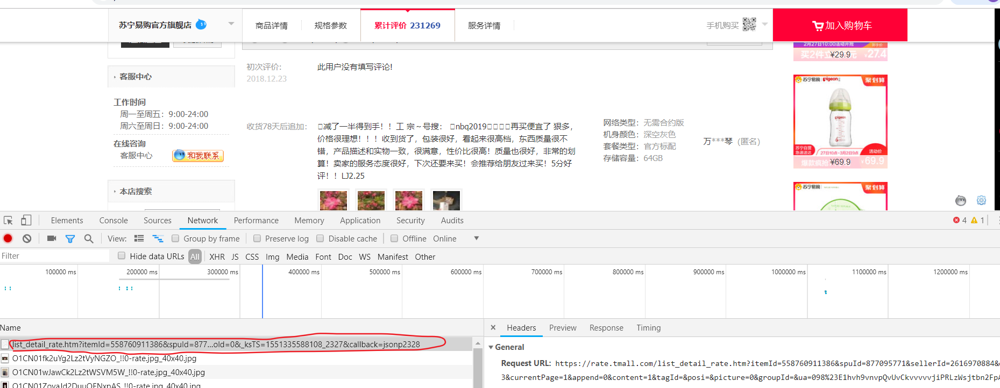 苏宁易购官方旗舰店
商品详情
规格参数
累计评价 231269
服务详情
手机购买
加入购物车
2月27日10:00活动开抢
¥29.9
27.4
初次评价：
2018.12.23
此用户没有填写评论!
客服中心
工作时间
周一至周五：9:00-24:00
周六至周日：9:00-24:00
在线咨询
客服中心
和我联系
本店搜索
收货78天后追加：
减了一半得到手！！工 宗～号搜： nbq2019再买便宜了 狠多，
价格很理想！！！收到货了，包装很好，看起来很高档，东西质量很不
错，产品描述和实物一致，很满意，性价比很高！质量也很好，非常的划
算！卖家的服务态度很好，下次还要来买！会推荐给朋友过来买！5分好
评！！LJ2.25
网络类型：无需合约版
机身颜色：深空灰色
套餐类型：官方标配
存储容量：64GB
万***琴（匿名）
苏宁易购
pigeon
聚划算
苏宁自营
急速送达
27日10点-3月2日9点
活动价
爆款疯抢
¥69.9
¥69.9
苏宁易购
聚划算
Elements
Console
Sources
Network
Performance
Memory
Application
Security
Audits
4
1
View:
Group by frame
Preserve log
Disable cache
Offline
Online
Filter
Hide data URLs
All
XHR
JS
CSS
Img
Media
Font
Doc
WS
Manifest
Other
100000 ms
200000 ms
300000 ms
400000 ms
500000 ms
600000 ms
700000 ms
800000 ms
900000 ms
1000000 ms
1100000 ms
1200000 ms
Name
list_detail_rate.htm?itemId=558760911386&spuId=877...old=0&_ksTS=1551335588108_2327&callback=jsonp2328
O1CN01fk2uYg2Lz2tVyNGZO_!!0-rate.jpg_40x40.jpg
O1CN01wJawCk2Lz2tWSVM5W_!!0-rate.jpg_40x40.jpg
×
Headers
Preview
Response
Timing
General
Request URL: https://rate.tmall.com/list_detail_rate.htm?itemId=558760911386&spuId=877095771&sellerId=2616970884&
3&currentPage=1&append=0&content=1&tagId=&posi=&picture=0&groupId=&ua=098%23E1hvh9vnvpQvUvCkvvvvvjiPRLzWsjtbn2FpA